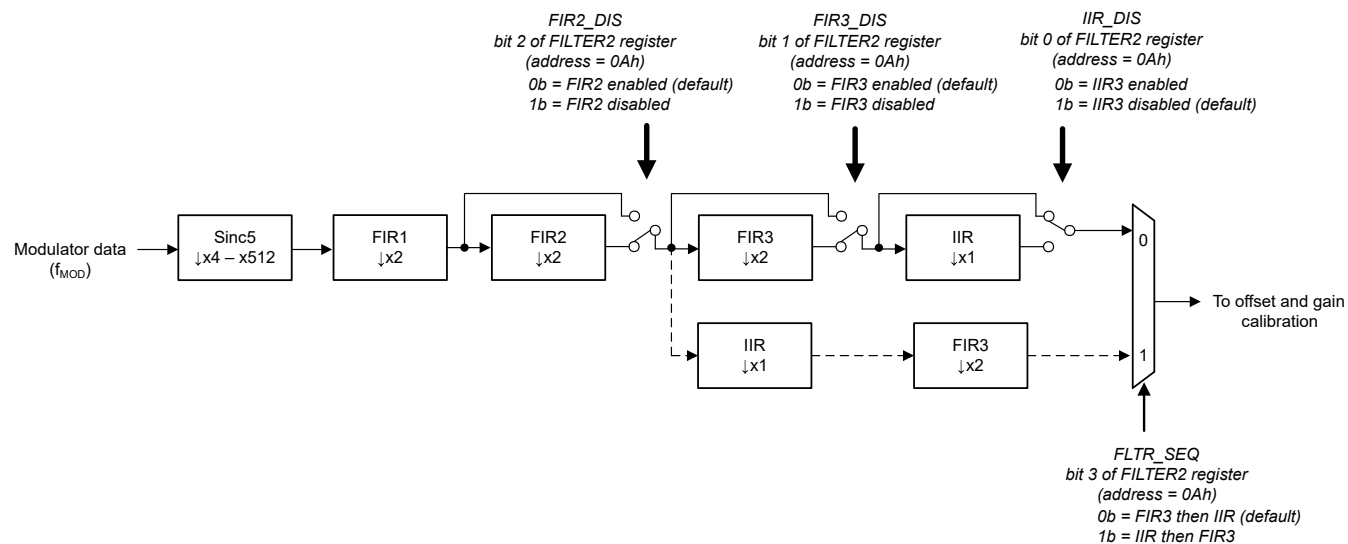 FIR2_DIS
bit 2 of FILTER2 register
(address = 0Ah)
0b = FIR2 enabled (default)
1b = FIR2 disabled
FIR3_DIS
bit 1 of FILTER2 register
(address = 0Ah)
0b = FIR3 enabled (default)
1b = FIR3 disabled
IIR_DIS
bit 0 of FILTER2 register
(address = 0Ah)
0b = IIR3 enabled
1b = IIR3 disabled (default)
Modulator data
(fMOD)
Sinc5
↓x4 – x512
FIR1
↓x2
FIR2
↓x2
FIR3
↓x2
IIR
↓x1
0
IIR
↓x1
FIR3
↓x2
1
To offset and gain
calibration
FLTR_SEQ
bit 3 of FILTER2 register
(address = 0Ah)
0b = FIR3 then IIR (default)
1b = IIR then FIR3